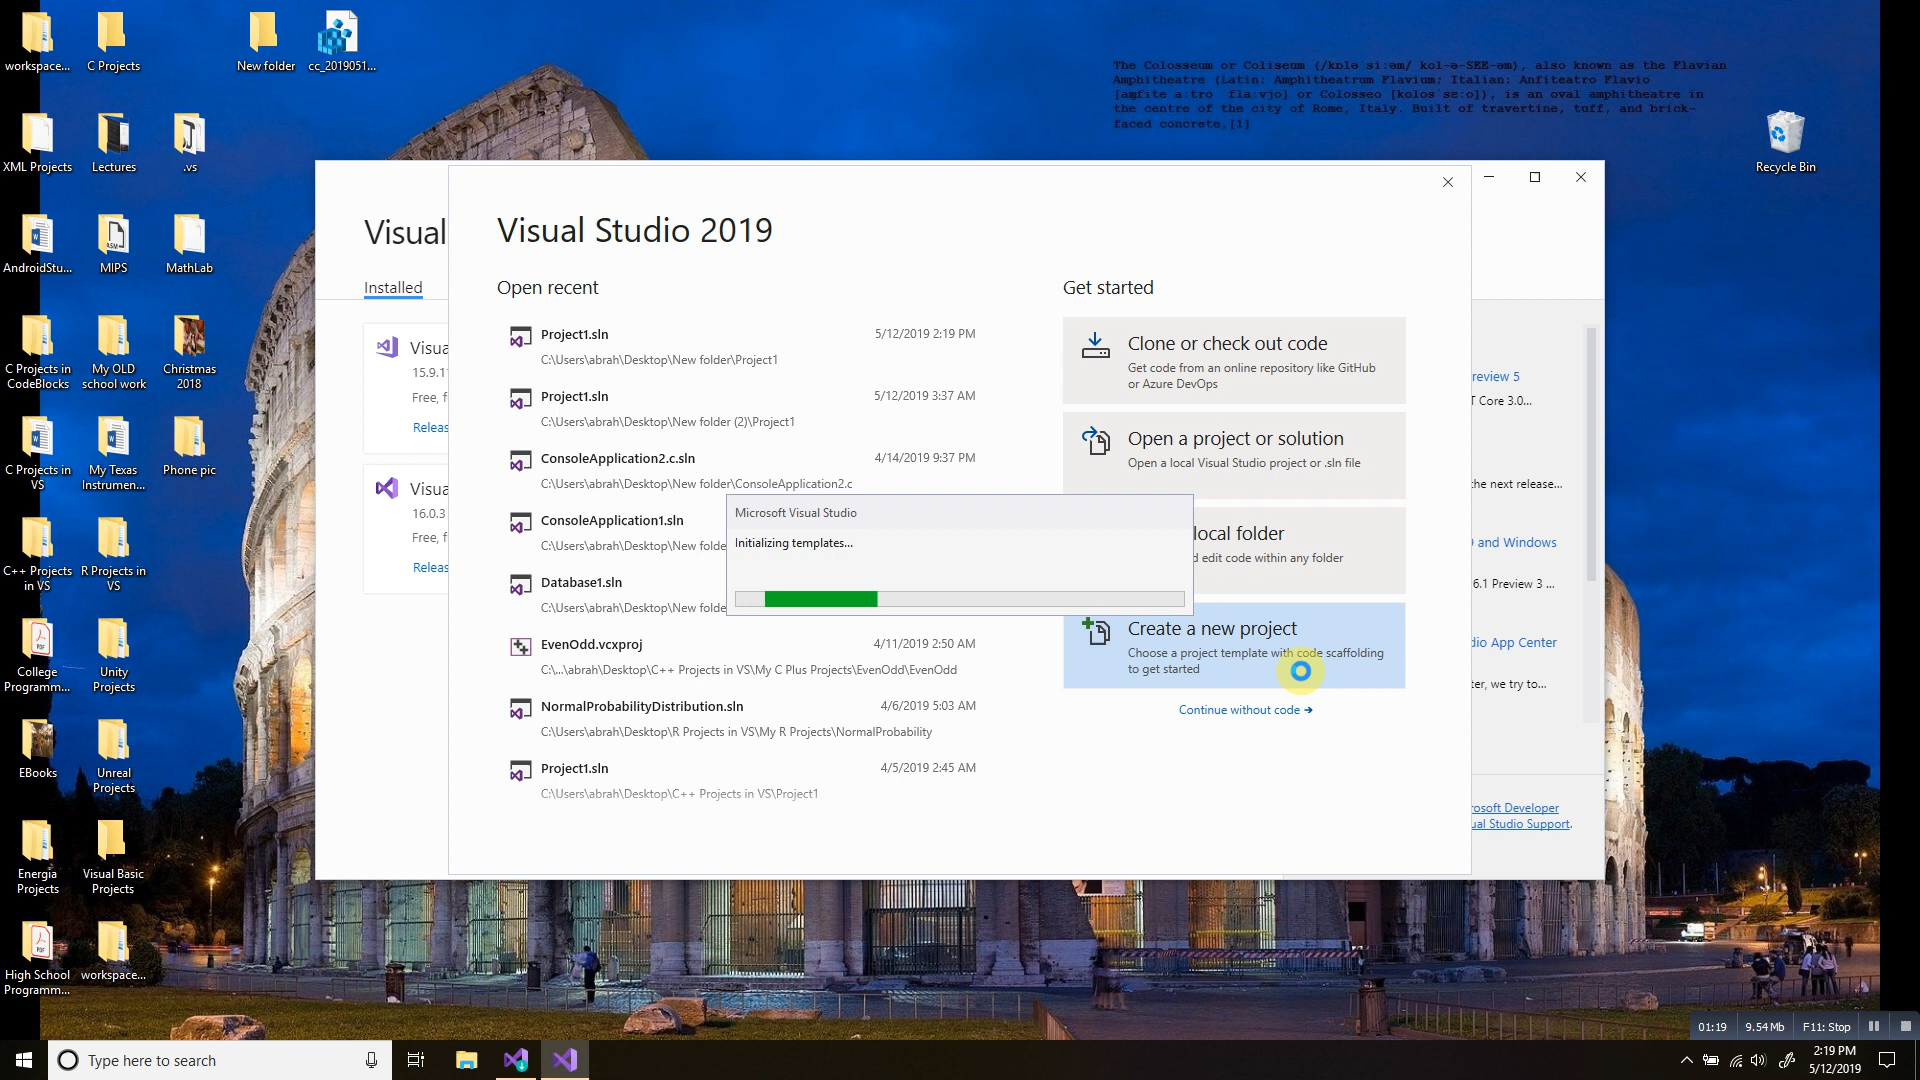 workspace...
C Projects
New folder
cc_2019051...
The Colosseum or Coliseum
also known as the Flavian
Amphitheatre (Latin: Amphitheatrum Flavium; Italian: Anfiteatro Flavio
is an oval amphitheatre in
the centre of the city of Rome, Italy. Built of travertine, tuff, and brick-
faced concrete,[1]
XML Projects
Lectures
.vs
Recycle Bin
AndroidStu...
MIPS
MathLab
C Projects in
CodeBlocks
My OLD
school work
Christmas
2018
C Projects in
VS
My Texas
Instrumen...
Phone pic
C++ Projects
in VS
R Projects in
VS
College
Programm...
Unity
Projects
EBooks
Unreal
Projects
Energia
Projects
Visual Basic
Projects
High School
Programm...
workspace...
Visual
Installed
Visua
15.9.1
Free, f
Releas
Visua
16.0.3
Free, f
Releas
Visual Studio 2019
Open recent
Project1.sln
5/12/2019 2:19 PM
C:\Users\abrah\Desktop\New folder\Project1
Project1.sln
5/12/2019 3:37 AM
C:\Users\abrah\Desktop\New folder (2)\Project1
ConsoleApplication2.c.sln
4/14/2019 9:37 PM
C:\Users\abrah\Desktop\New folder\ConsoleApplication2.c
ConsoleApplication1.sln
C:\Users\abrah\Desktop\New folde
Database1.sln
C:\Users\abrah\Desktop\New folde
EvenOdd.vcxproj
4/11/2019 2:50 AM
C:\...\abrah\Desktop\C++ Projects in VS\My C Plus Projects\EvenOdd\EvenOdd
NormalProbabilityDistribution.sln
4/6/2019 5:03 AM
C:\Users\abrah\Desktop\R Projects in VS\My R Projects\NormalProbability
Project1.sln
4/5/2019 2:45 AM
C:\Users\abrah\Desktop\C++ Projects in VS\Project1
Microsoft Visual Studio
Initializing templates...
Get started
Clone or check out code
Get code from an online repository like GitHub
or Azure DevOps
Open a project or solution
Open a local Visual Studio project or .sln file
local folder
d edit code within any folder
Create a new project
Choose a project template with code scaffolding
to get started
Continue without code →
review 5
T Core 3.0...
the next release...
and Windows
6.1 Preview 3 ...
dio App Center
ter, we try to...
rosoft Developer
ual Studio Support.
01:19
9.54Mb
F11: Stop
Type here to search
2:19 PM
5/12/2019